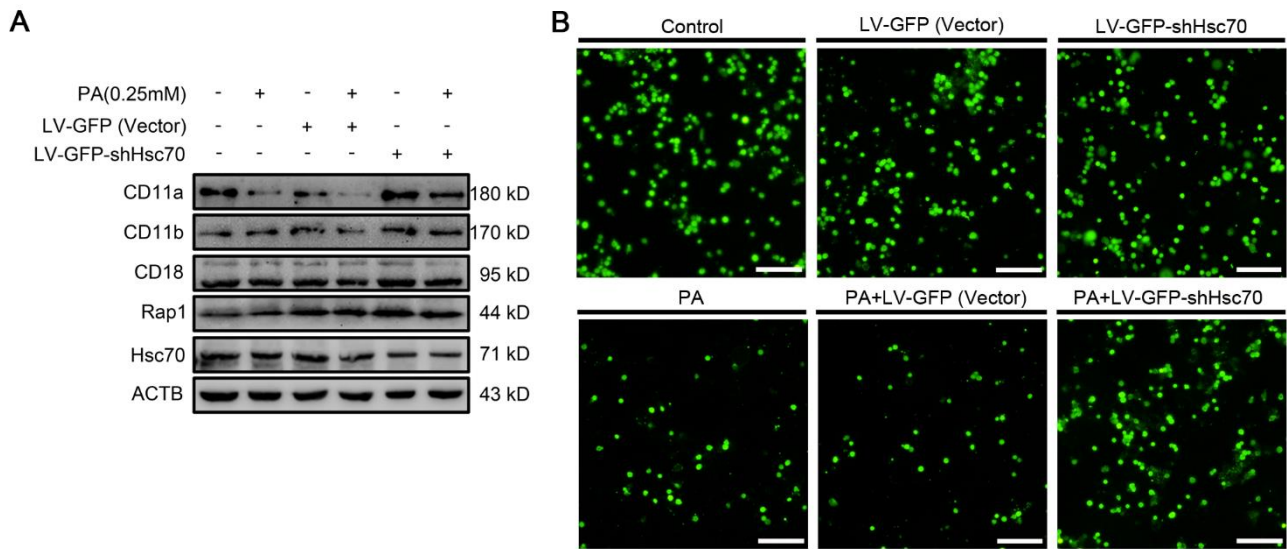 A
PA(0.25mM) - + - + - +
LV-GFP (Vector) - - + + - -
LV-GFP-shHsc70 - - - - + +
CD11a 180 kD
CD11b 170 kD
CD18 95 kD
Rap1 44 kD
Hsc70 71 kD
ACTB 43 kD
B
Control LV-GFP (Vector) LV-GFP-shHsc70
PA PA+LV-GFP (Vector) PA+LV-GFP-shHsc70